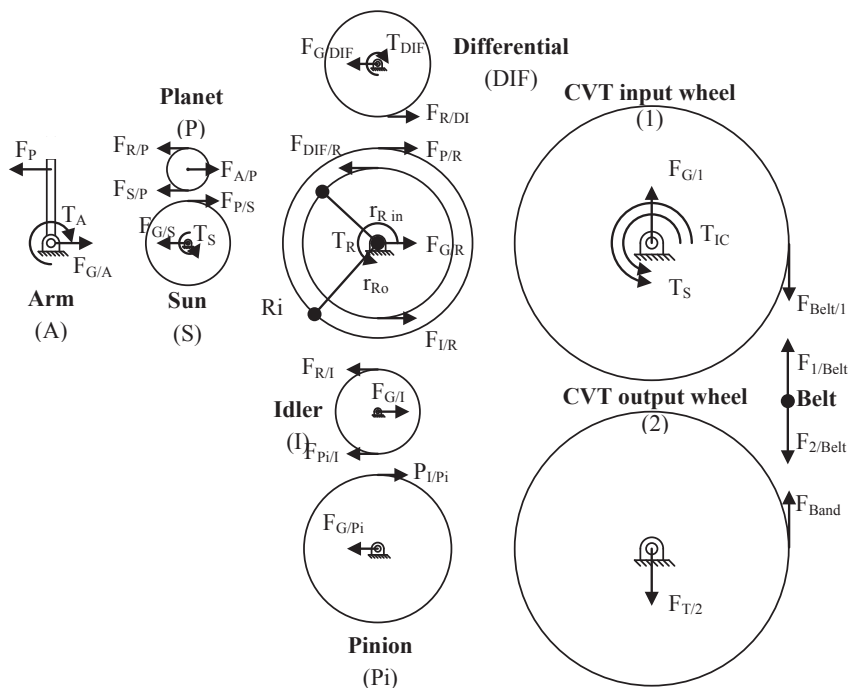 F_G/DIF
T_DIF
Differential
(DIF)
F_R/DI
Planet
(P)
F_R/P
F_A/P
F_S/P
F_P/S
F_P
T_A
F_G/A
Arm
(A)
F_G/S
T_S
Sun
(S)
F_DIF/R
F_P/R
r_R in
T_R
F_G/R
r_Ro
Ri
F_I/R
CVT input wheel
(1)
F_G/1
T_IC
T_S
F_Belt/1
F_1/Belt
Belt
F_2/Belt
F_R/I
F_G/I
Idler
(I)
F_Pi/I
P_I/Pi
F_G/Pi
Pinion
(Pi)
CVT output wheel
(2)
F_Band
F_T/2